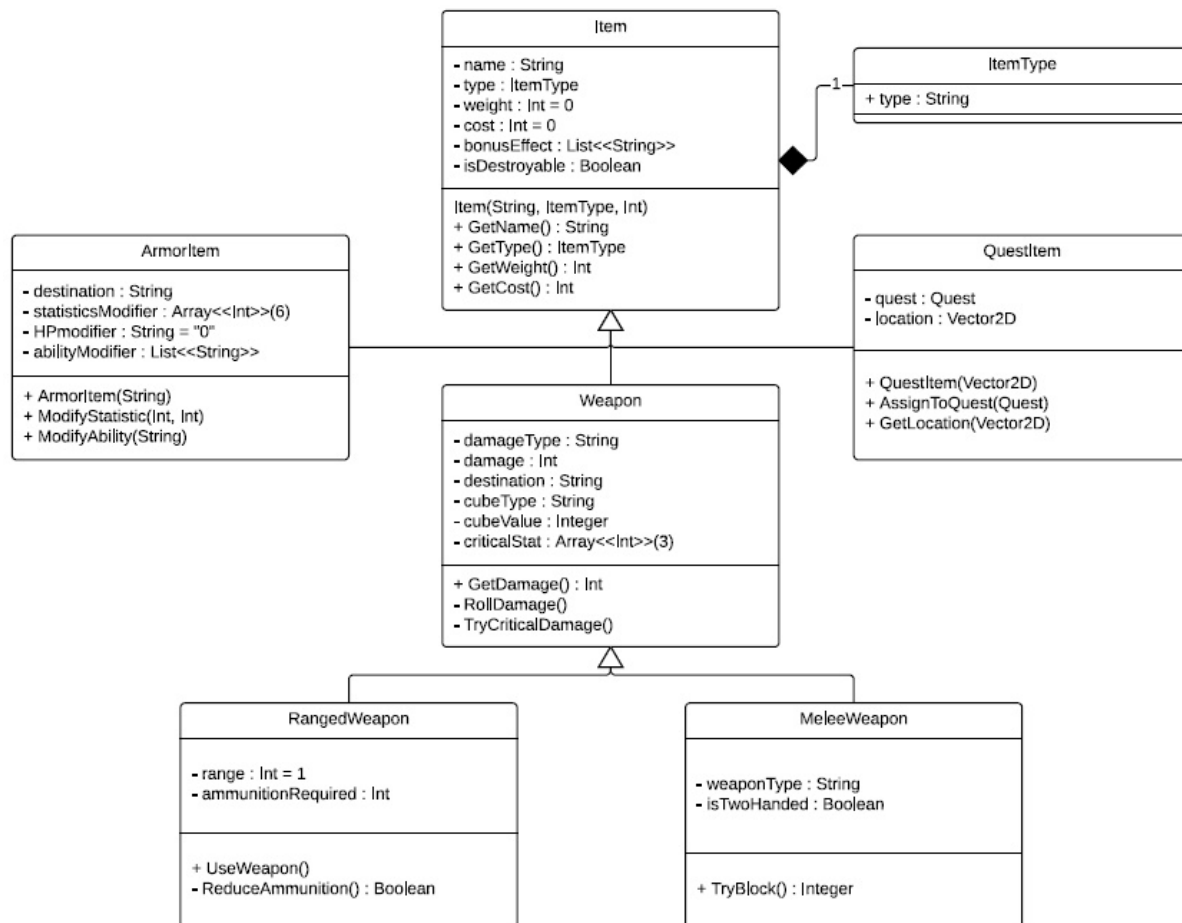 Item
- name : String
- type : ItemType
- weight : Int = 0
- cost : Int = 0
- bonusEffect : List<<String>>
- isDestroyable : Boolean
Item(String, ItemType, Int)
+ GetName() : String
+ GetType() : ItemType
+ GetWeight() : Int
+ GetCost() : Int
1
ItemType
+ type : String
ArmorItem
- destination : String
- statisticsModifier : Array<<Int>>(6)
- HPmodifier : String = "0"
- abilityModifier : List<<String>>
+ ArmorItem(String)
+ ModifyStatistic(Int, Int)
+ ModifyAbility(String)
QuestItem
- quest : Quest
- location : Vector2D
+ QuestItem(Vector2D)
+ AssignToQuest(Quest)
+ GetLocation(Vector2D)
Weapon
- damageType : String
- damage : Int
- destination : String
- cubeType : String
- cubeValue : Integer
- criticalStat : Array<<Int>>(3)
+ GetDamage() : Int
- RollDamage()
- TryCriticalDamage()
RangedWeapon
- range : Int = 1
- ammunitionRequired : Int
+ UseWeapon()
- ReduceAmmunition() : Boolean
MeleeWeapon
- weaponType : String
- isTwoHanded : Boolean
+ TryBlock() : Integer